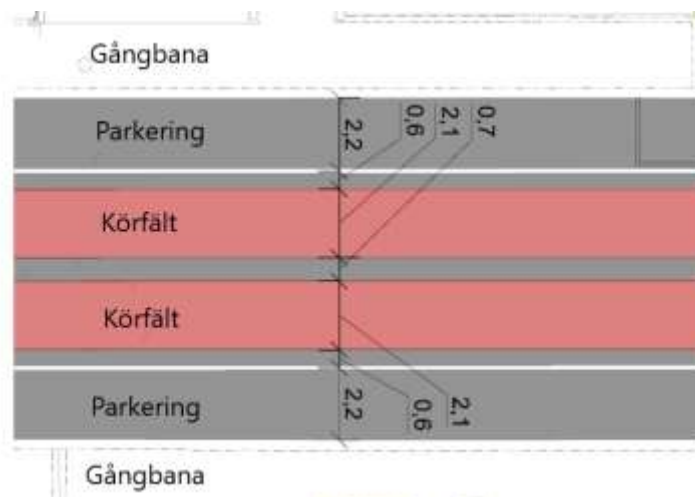 Gångbana
Parkering
2,2
0,6
2,1
0,7
Körfält
Körfält
Parkering
2,2
0,6
2,1
Gångbana